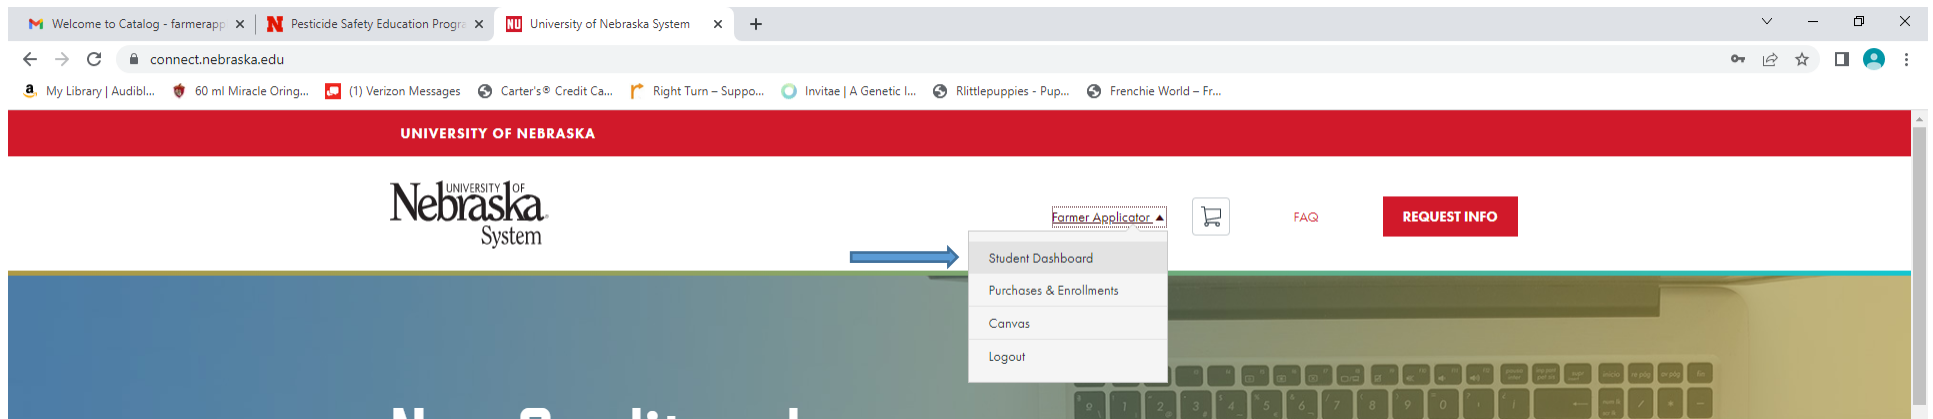 Welcome to Catalog - farmerapp
Pesticide Safety Education Progra
NU University of Nebraska System
connect.nebraska.edu
My Library | Audibl... 60 ml Miracle Oring... (1) Verizon Messages Carter's® Credit Ca... Right Turn – Suppo... Invitae | A Genetic I... Rlittlepuppies - Pup... Frenchie World – Fr...
UNIVERSITY OF NEBRASKA
UNIVERSITY OF
Nebraska
System
Farmer Applicator
FAQ
REQUEST INFO
Student Dashboard
Purchases & Enrollments
Canvas
Logout